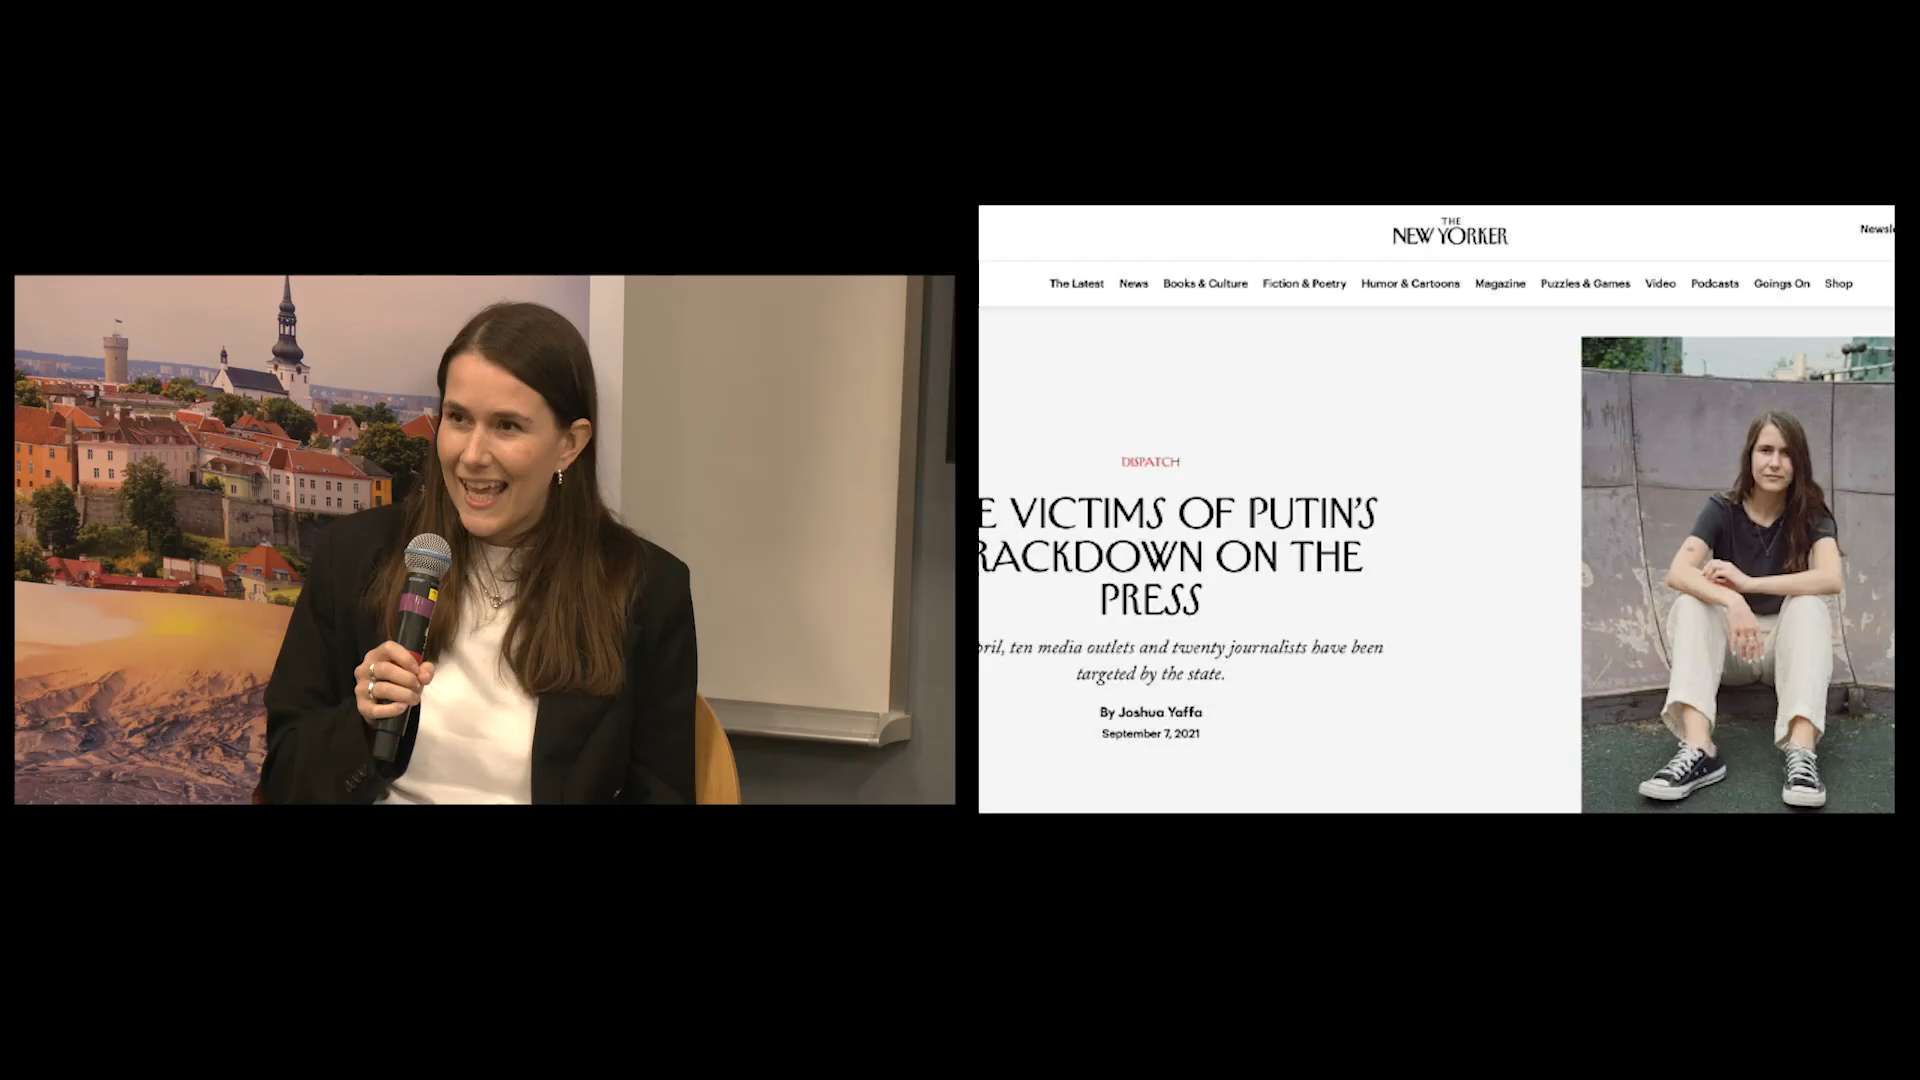 THE
NEW YORKER
Newsle
The Latest News Books & Culture Fiction & Poetry Humor & Cartoons Magazine Puzzles & Games Video Podcasts Goings On Shop
DISPATCH
E VICTIMS OF PUTIN'S
RACKDOWN ON THE
PRESS
pril, ten media outlets and twenty journalists have been
targeted by the state.
By Joshua Yaffa
September 7, 2021